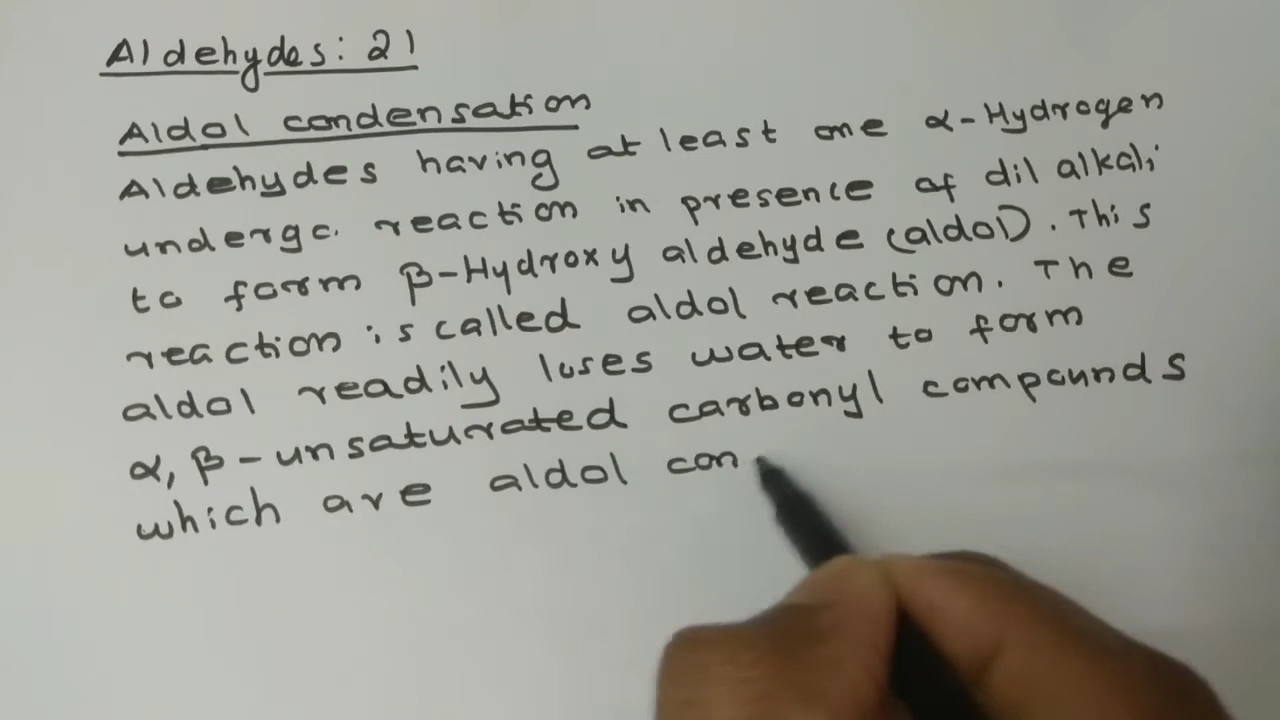 Aldehydes: 21
Aldol condensation
Aldehydes having at least one α-Hydrogen
undergo reaction in presence of dil alkali
to form β-Hydroxy aldehyde (aldol). This
reaction is called aldol reaction. The
aldol readily loses water to form
α, β-unsaturated carbonyl compounds
which are aldol con